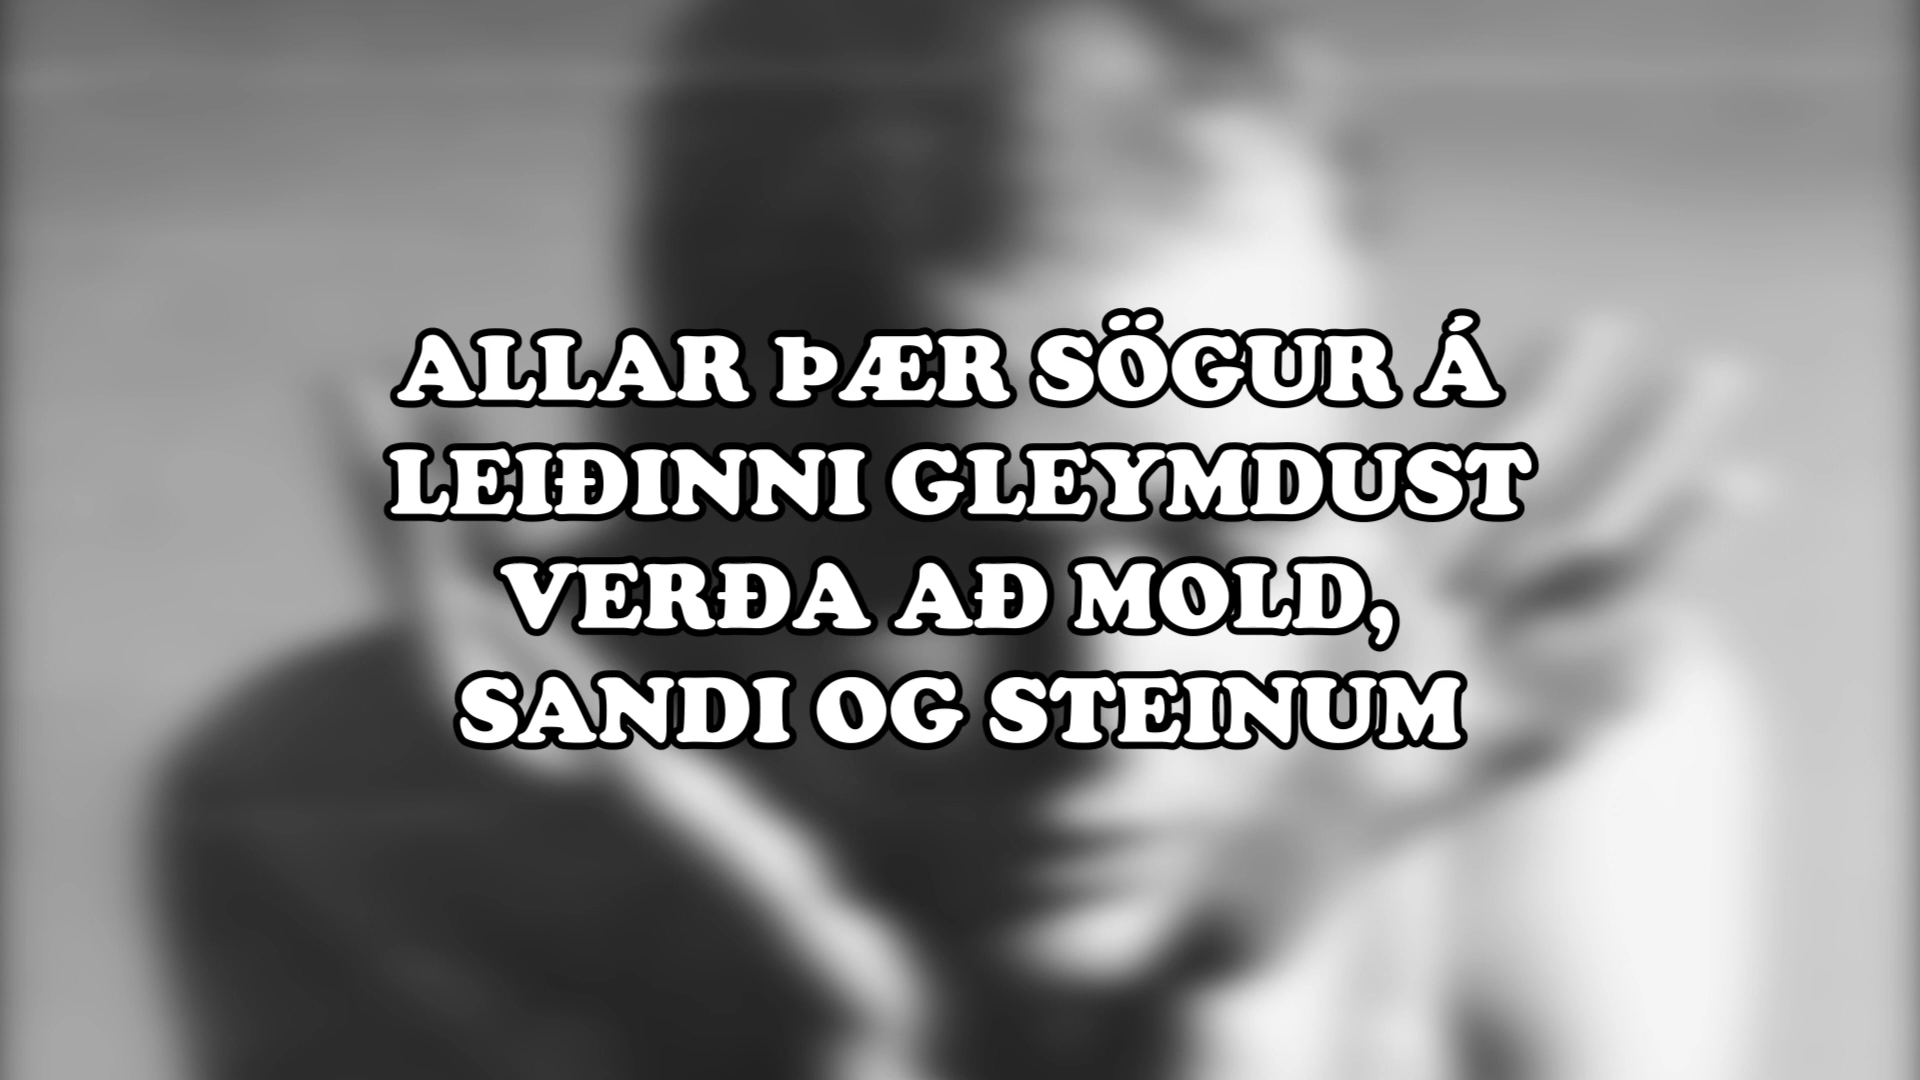 ALLAR ÞÆR SÖGUR Á
LEIÐINNI GLEYMDUST
VERÐA AÐ MOLD,
SANDI OG STEINUM